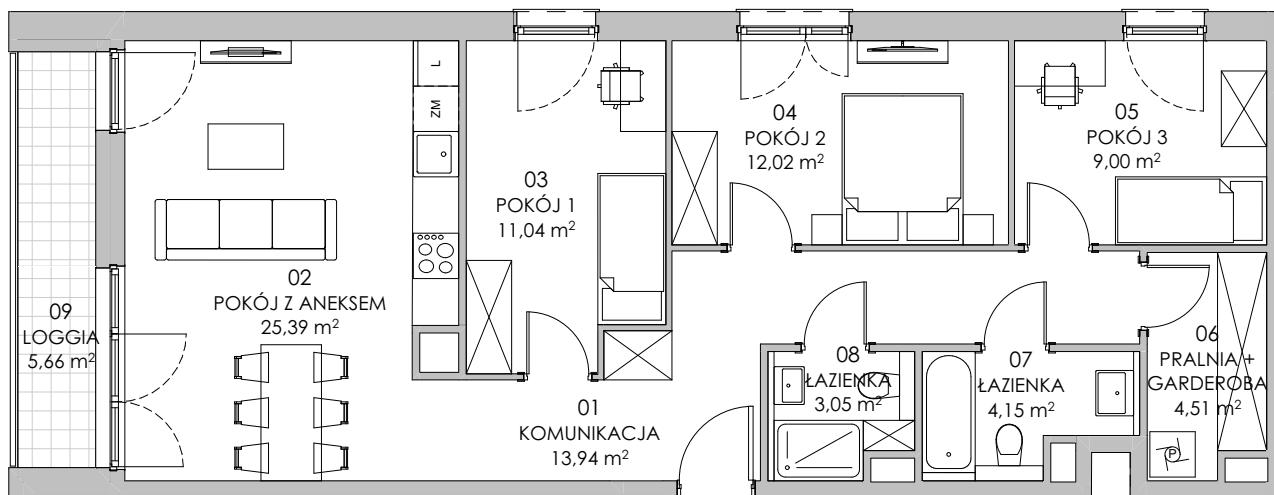 L
ZM
03
POKÓJ 1
11,04 m²
04
POKÓJ 2
12,02 m²
05
POKÓJ 3
9,00 m²
02
POKÓJ Z ANEKSEM
25,39 m²
09
LOGGIA
5,66 m²
01
KOMUNIKACJA
13,94 m²
08
ŁAZIENKA
3,05 m²
07
ŁAZIENKA
4,15 m²
06
PRALNIA +
GARDEROBA
4,51 m²
P